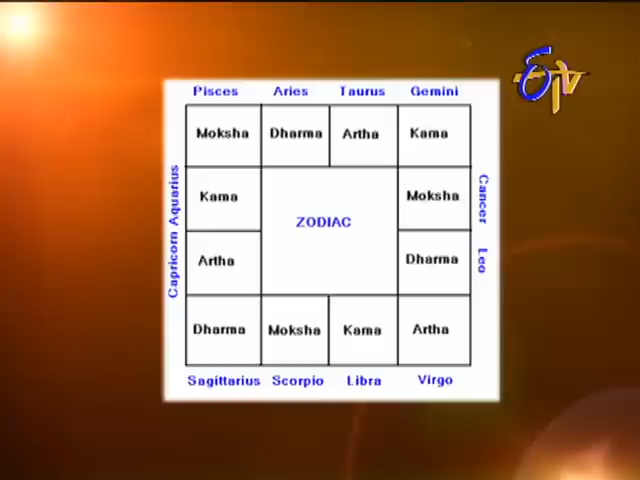 ETV
Pisces Aries Taurus Gemini
Moksha Dharma Artha Kama
Capricorn Aquarius
Kama Moksha
Cancer Leo
ZODIAC
Artha Dharma
Dharma Moksha Kama Artha
Sagittarius Scorpio Libra Virgo